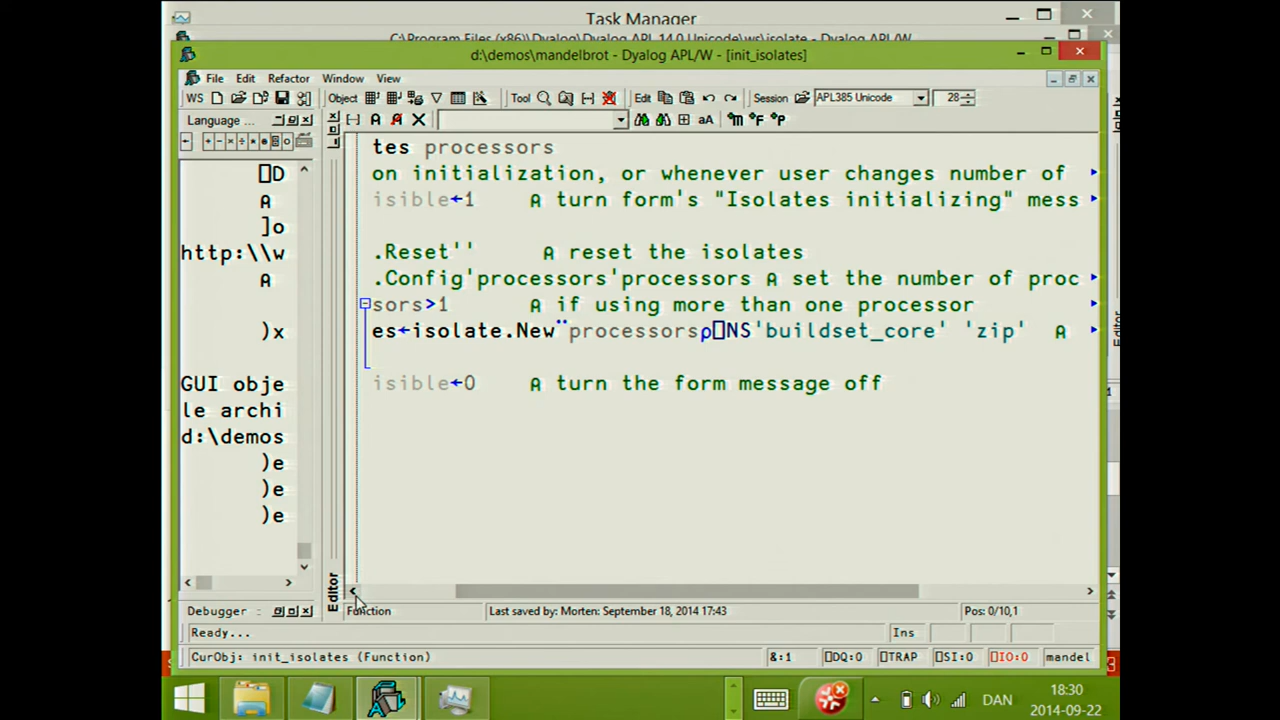 Task Manager
C:\Program Files (x86)\Dyalog\Dyalog APL 14.0 Unicode\ws\isolate - Dyalog APL/W
d:\demos\mandelbrot - Dyalog APL/W - [init_isolates]
File Edit Refactor Window View
WS Object Tool Edit Session APL385 Unicode 28
Language ...
tes processors
on initialization, or whenever user changes number of
isible←1 ⍝ turn form's "Isolates initializing" mess
.Reset'' ⍝ reset the isolates
.Config'processors'processors ⍝ set the number of proc
sors>1 ⍝ if using more than one processor
es←isolate.New¨processors⍴⎕NS'buildset_core' 'zip' ⍝
isible←0 ⍝ turn the form message off
⎕D
⍝
]o
http:\\w
⍝
)x
GUI obje
le archi
d:\demos
)e
)e
)e
Editor
Debugger
Function Last saved by: Morten: September 18, 2014 17:43 Pos: 0/10,1
Ready... Ins
CurObj: init_isolates (Function) &:1 ⎕DQ:0 ⎕TRAP ⎕SI:0 ⎕IO:0 mandel
DAN 18:30
2014-09-22